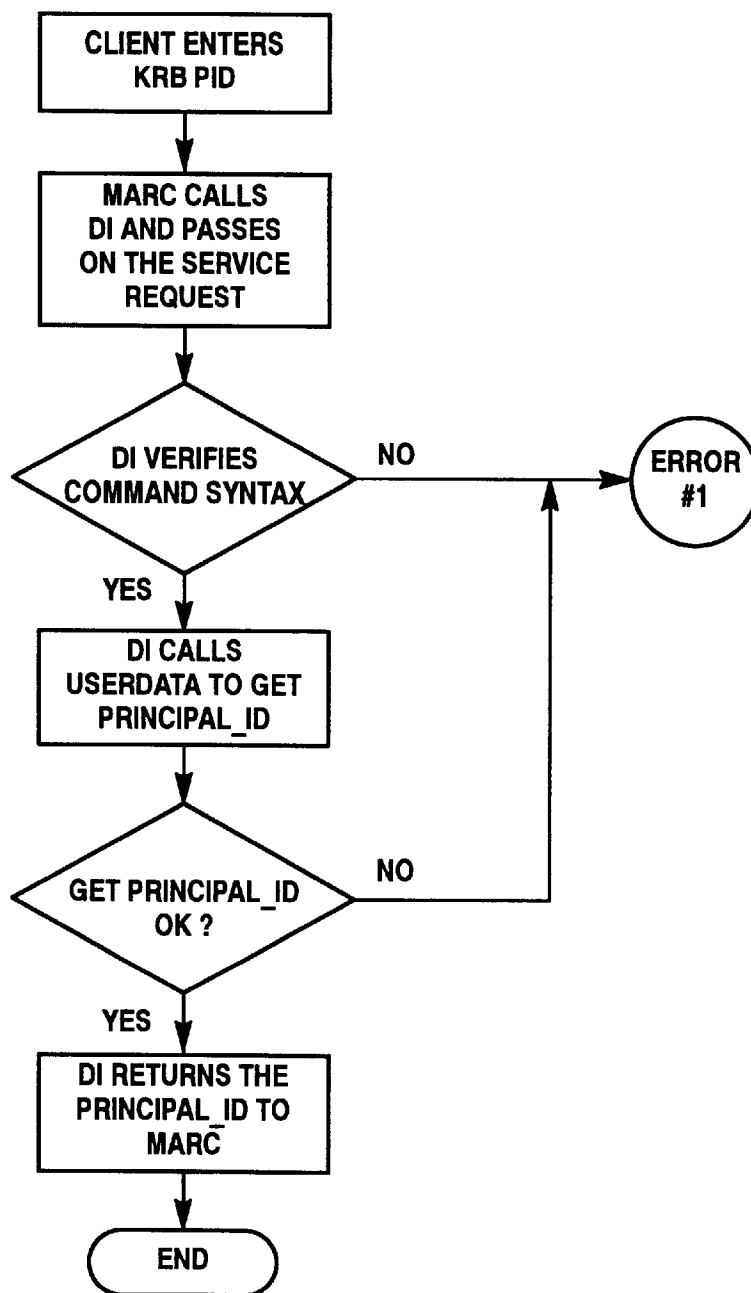 CLIENT ENTERS
KRB PID
MARC CALLS
DI AND PASSES
ON THE SERVICE
REQUEST
DI VERIFIES
COMMAND SYNTAX
NO
ERROR
#1
YES
DI CALLS
USERDATA TO GET
PRINCIPAL_ID
GET PRINCIPAL_ID
OK ?
NO
YES
DI RETURNS THE
PRINCIPAL_ID TO
MARC
END